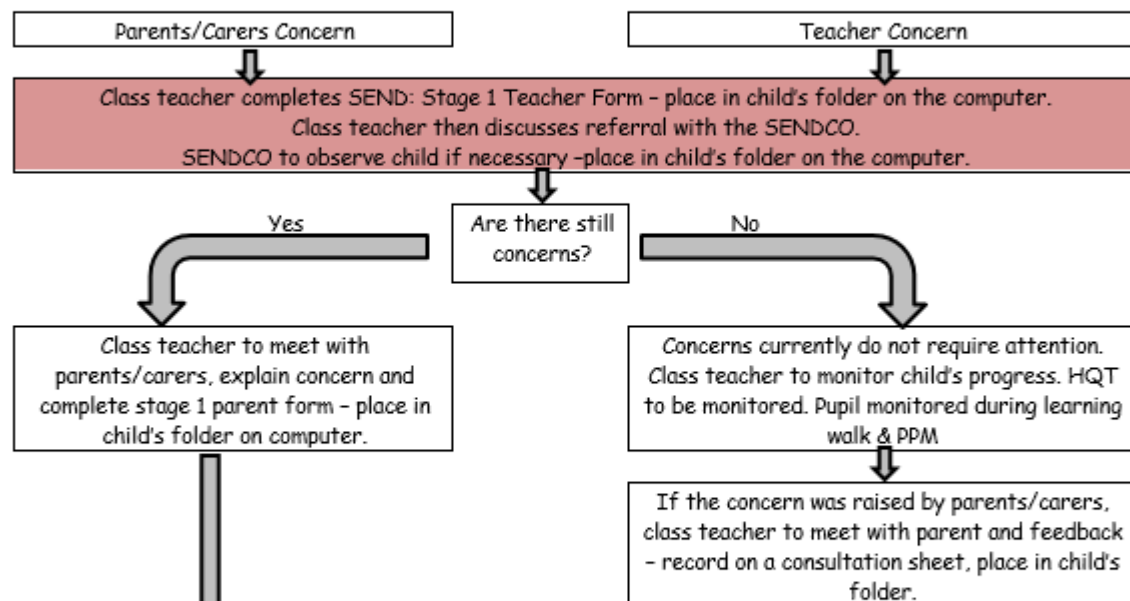 Parents/Carers Concern
Teacher Concern
Class teacher completes SEND: Stage 1 Teacher Form – place in child's folder on the computer.
Class teacher then discusses referral with the SENDCO.
SENDCO to observe child if necessary –place in child's folder on the computer.
Are there still
concerns?
Yes
No
Class teacher to meet with
parents/carers, explain concern and
complete stage 1 parent form – place in
child's folder on computer.
Concerns currently do not require attention.
Class teacher to monitor child's progress. HQT
to be monitored. Pupil monitored during learning
walk & PPM
If the concern was raised by parents/carers,
class teacher to meet with parent and feedback
– record on a consultation sheet, place in child's
folder.